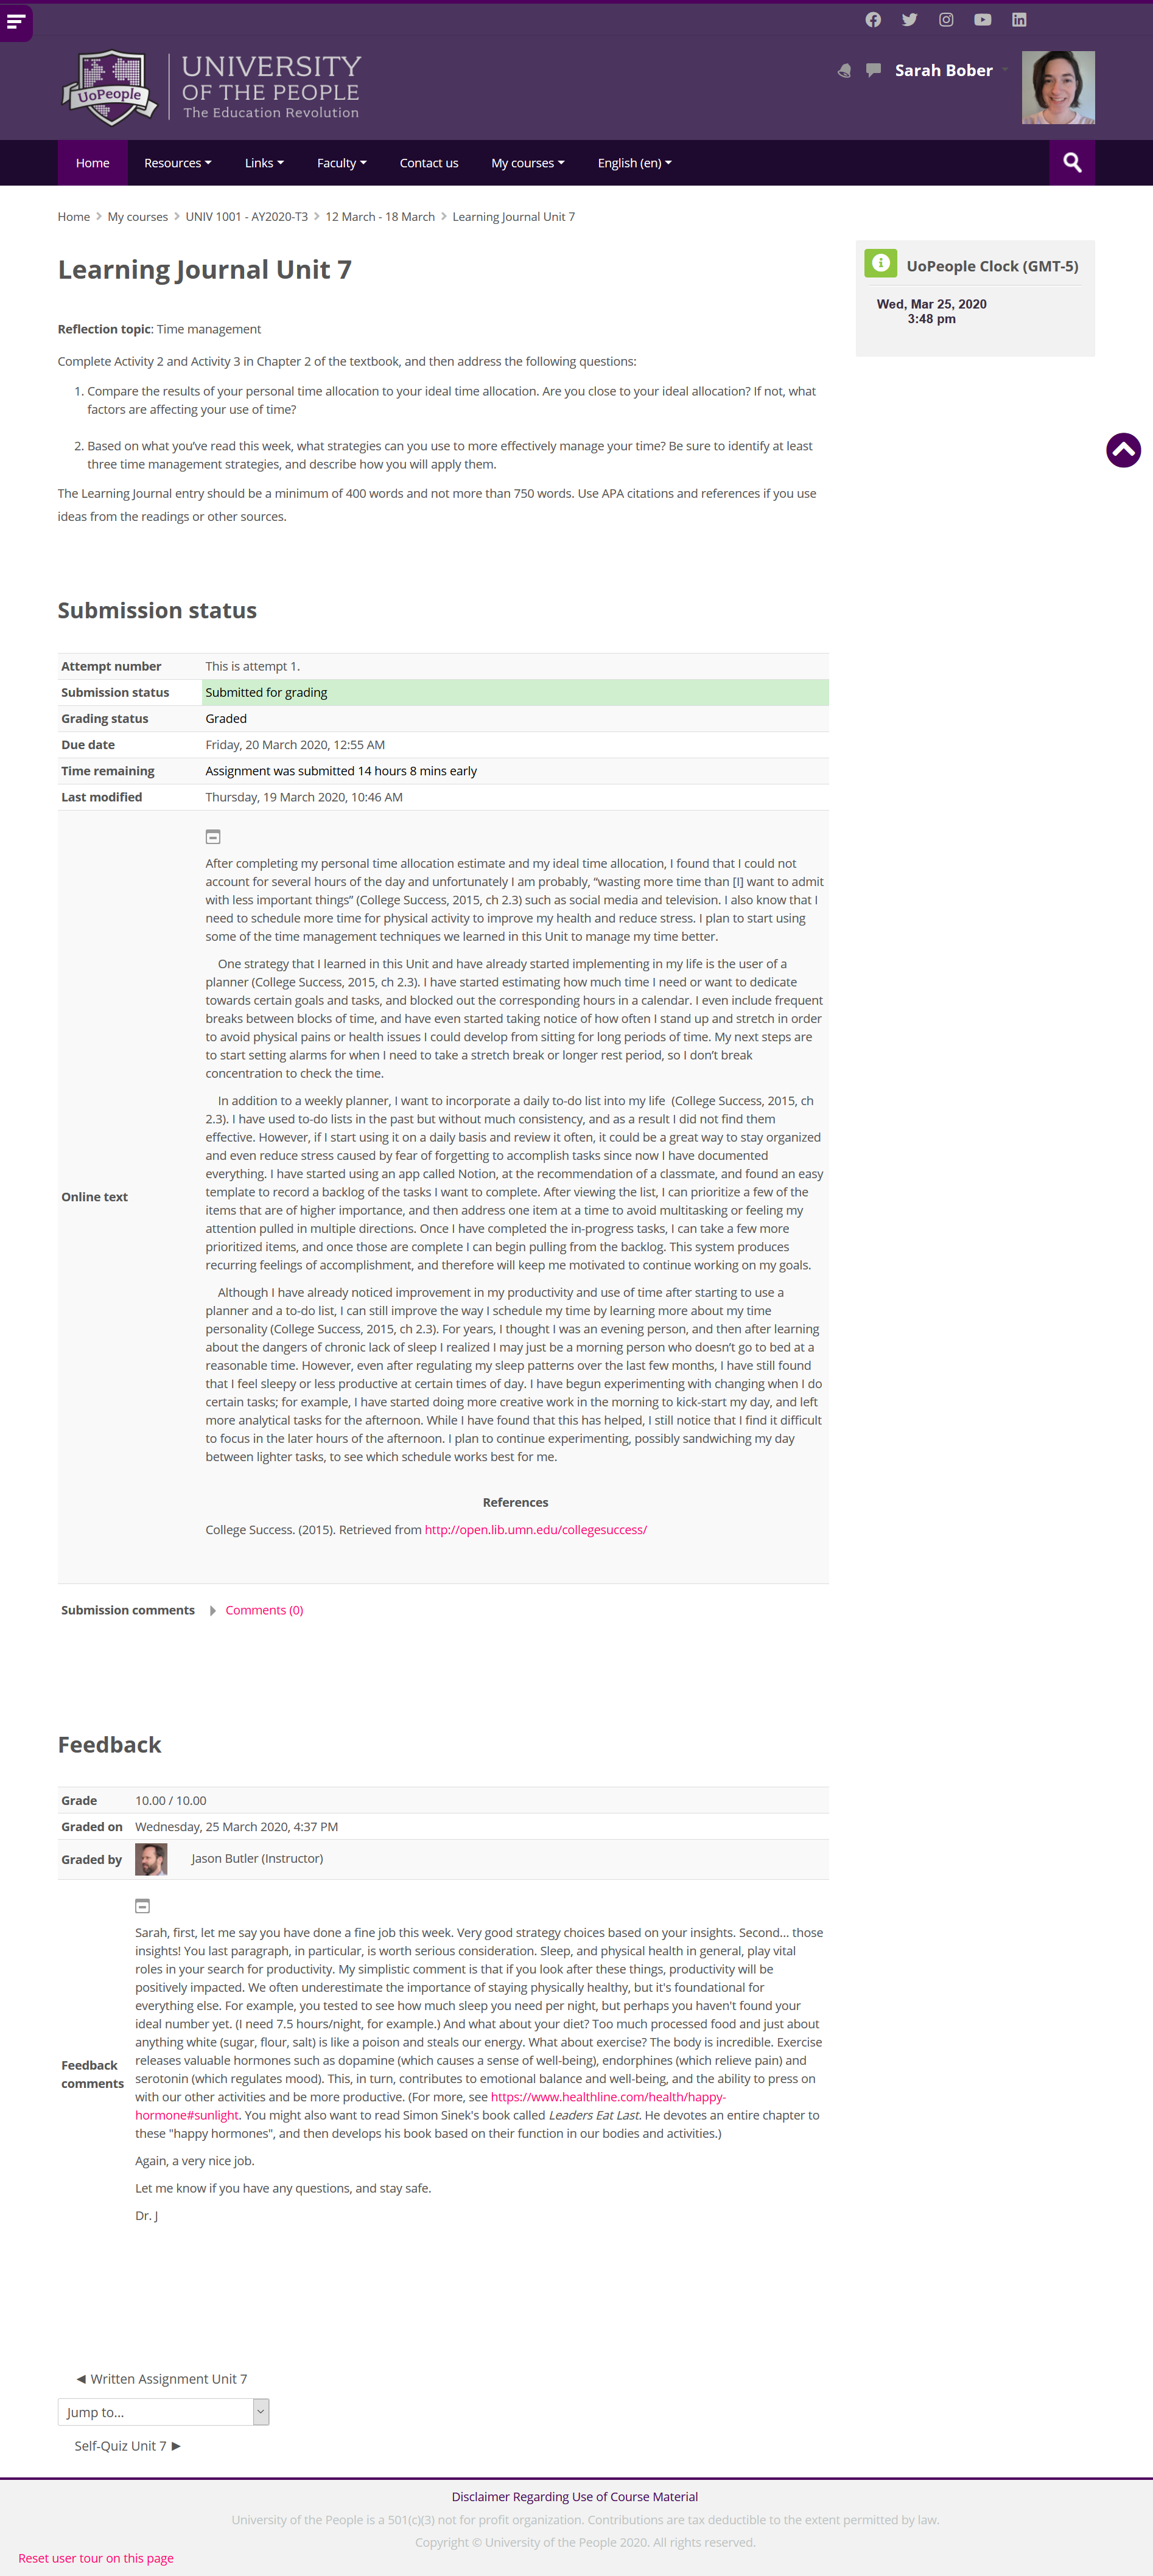 UoPeople
UNIVERSITY
OF THE PEOPLE
The Education Revolution
Sarah Bober
Home
Resources
Links
Faculty
Contact us
My courses
English (en)
Home > My courses > UNIV 1001 - AY2020-T3 > 12 March - 18 March > Learning Journal Unit 7
Learning Journal Unit 7
UoPeople Clock (GMT-5)
Wed, Mar 25, 2020
3:48 pm
Reflection topic: Time management
Complete Activity 2 and Activity 3 in Chapter 2 of the textbook, and then address the following questions:
1. Compare the results of your personal time allocation to your ideal time allocation. Are you close to your ideal allocation? If not, what
factors are affecting your use of time?
2. Based on what you’ve read this week, what strategies can you use to more effectively manage your time? Be sure to identify at least
three time management strategies, and describe how you will apply them.
The Learning Journal entry should be a minimum of 400 words and not more than 750 words. Use APA citations and references if you use
ideas from the readings or other sources.
Submission status
Attempt number This is attempt 1.
Submission status Submitted for grading
Grading status Graded
Due date Friday, 20 March 2020, 12:55 AM
Time remaining Assignment was submitted 14 hours 8 mins early
Last modified Thursday, 19 March 2020, 10:46 AM
Online text
After completing my personal time allocation estimate and my ideal time allocation, I found that I could not
account for several hours of the day and unfortunately I am probably, “wasting more time than [I] want to admit
with less important things” (College Success, 2015, ch 2.3) such as social media and television. I also know that I
need to schedule more time for physical activity to improve my health and reduce stress. I plan to start using
some of the time management techniques we learned in this Unit to manage my time better.
One strategy that I learned in this Unit and have already started implementing in my life is the user of a
planner (College Success, 2015, ch 2.3). I have started estimating how much time I need or want to dedicate
towards certain goals and tasks, and blocked out the corresponding hours in a calendar. I even include frequent
breaks between blocks of time, and have even started taking notice of how often I stand up and stretch in order
to avoid physical pains or health issues I could develop from sitting for long periods of time. My next steps are
to start setting alarms for when I need to take a stretch break or longer rest period, so I don’t break
concentration to check the time.
In addition to a weekly planner, I want to incorporate a daily to-do list into my life (College Success, 2015, ch
2.3). I have used to-do lists in the past but without much consistency, and as a result I did not find them
effective. However, if I start using it on a daily basis and review it often, it could be a great way to stay organized
and even reduce stress caused by fear of forgetting to accomplish tasks since now I have documented
everything. I have started using an app called Notion, at the recommendation of a classmate, and found an easy
template to record a backlog of the tasks I want to complete. After viewing the list, I can prioritize a few of the
items that are of higher importance, and then address one item at a time to avoid multitasking or feeling my
attention pulled in multiple directions. Once I have completed the in-progress tasks, I can take a few more
prioritized items, and once those are complete I can begin pulling from the backlog. This system produces
recurring feelings of accomplishment, and therefore will keep me motivated to continue working on my goals.
Although I have already noticed improvement in my productivity and use of time after starting to use a
planner and a to-do list, I can still improve the way I schedule my time by learning more about my time
personality (College Success, 2015, ch 2.3). For years, I thought I was an evening person, and then after learning
about the dangers of chronic lack of sleep I realized I may just be a morning person who doesn’t go to bed at a
reasonable time. However, even after regulating my sleep patterns over the last few months, I have still found
that I feel sleepy or less productive at certain times of day. I have begun experimenting with changing when I do
certain tasks; for example, I have started doing more creative work in the morning to kick-start my day, and left
more analytical tasks for the afternoon. While I have found that this has helped, I still notice that I find it difficult
to focus in the later hours of the afternoon. I plan to continue experimenting, possibly sandwiching my day
between lighter tasks, to see which schedule works best for me.
References
College Success. (2015). Retrieved from http://open.lib.umn.edu/collegesuccess/
Submission comments Comments (0)
Feedback
Grade 10.00 / 10.00
Graded on Wednesday, 25 March 2020, 4:37 PM
Graded by Jason Butler (Instructor)
Feedback
comments
Sarah, first, let me say you have done a fine job this week. Very good strategy choices based on your insights. Second... those
insights! You last paragraph, in particular, is worth serious consideration. Sleep, and physical health in general, play vital
roles in your search for productivity. My simplistic comment is that if you look after these things, productivity will be
positively impacted. We often underestimate the importance of staying physically healthy, but it's foundational for
everything else. For example, you tested to see how much sleep you need per night, but perhaps you haven't found your
ideal number yet. (I need 7.5 hours/night, for example.) And what about your diet? Too much processed food and just about
anything white (sugar, flour, salt) is like a poison and steals our energy. What about exercise? The body is incredible. Exercise
releases valuable hormones such as dopamine (which causes a sense of well-being), endorphines (which relieve pain) and
serotonin (which regulates mood). This, in turn, contributes to emotional balance and well-being, and the ability to press on
with our other activities and be more productive. (For more, see https://www.healthline.com/health/happy-
hormone#sunlight. You might also want to read Simon Sinek's book called Leaders Eat Last. He devotes an entire chapter to
these "happy hormones", and then develops his book based on their function in our bodies and activities.)
Again, a very nice job.
Let me know if you have any questions, and stay safe.
Dr. J
◄ Written Assignment Unit 7
Jump to...
Self-Quiz Unit 7 ►
Disclaimer Regarding Use of Course Material
University of the People is a 501(c)(3) not for profit organization. Contributions are tax deductible to the extent permitted by law.
Copyright © University of the People 2020. All rights reserved.
Reset user tour on this page